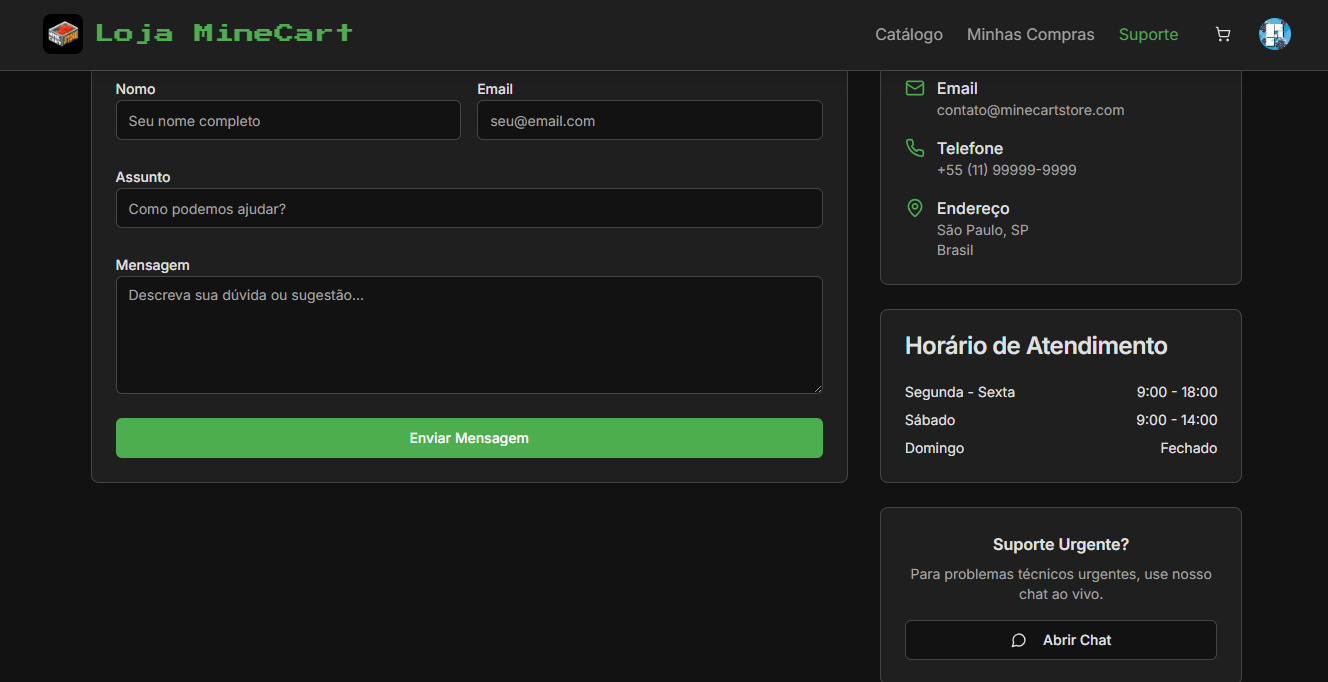 Loja MineCart
Catálogo
Minhas Compras
Suporte
Nomo
Seu nome completo
Email
seu@email.com
Assunto
Como podemos ajudar?
Mensagem
Descreva sua dúvida ou sugestão...
Enviar Mensagem
Email
contato@minecartstore.com
Telefone
+55 (11) 99999-9999
Endereço
São Paulo, SP
Brasil
Horário de Atendimento
Segunda - Sexta 9:00 - 18:00
Sábado 9:00 - 14:00
Domingo Fechado
Suporte Urgente?
Para problemas técnicos urgentes, use nosso
chat ao vivo.
Abrir Chat